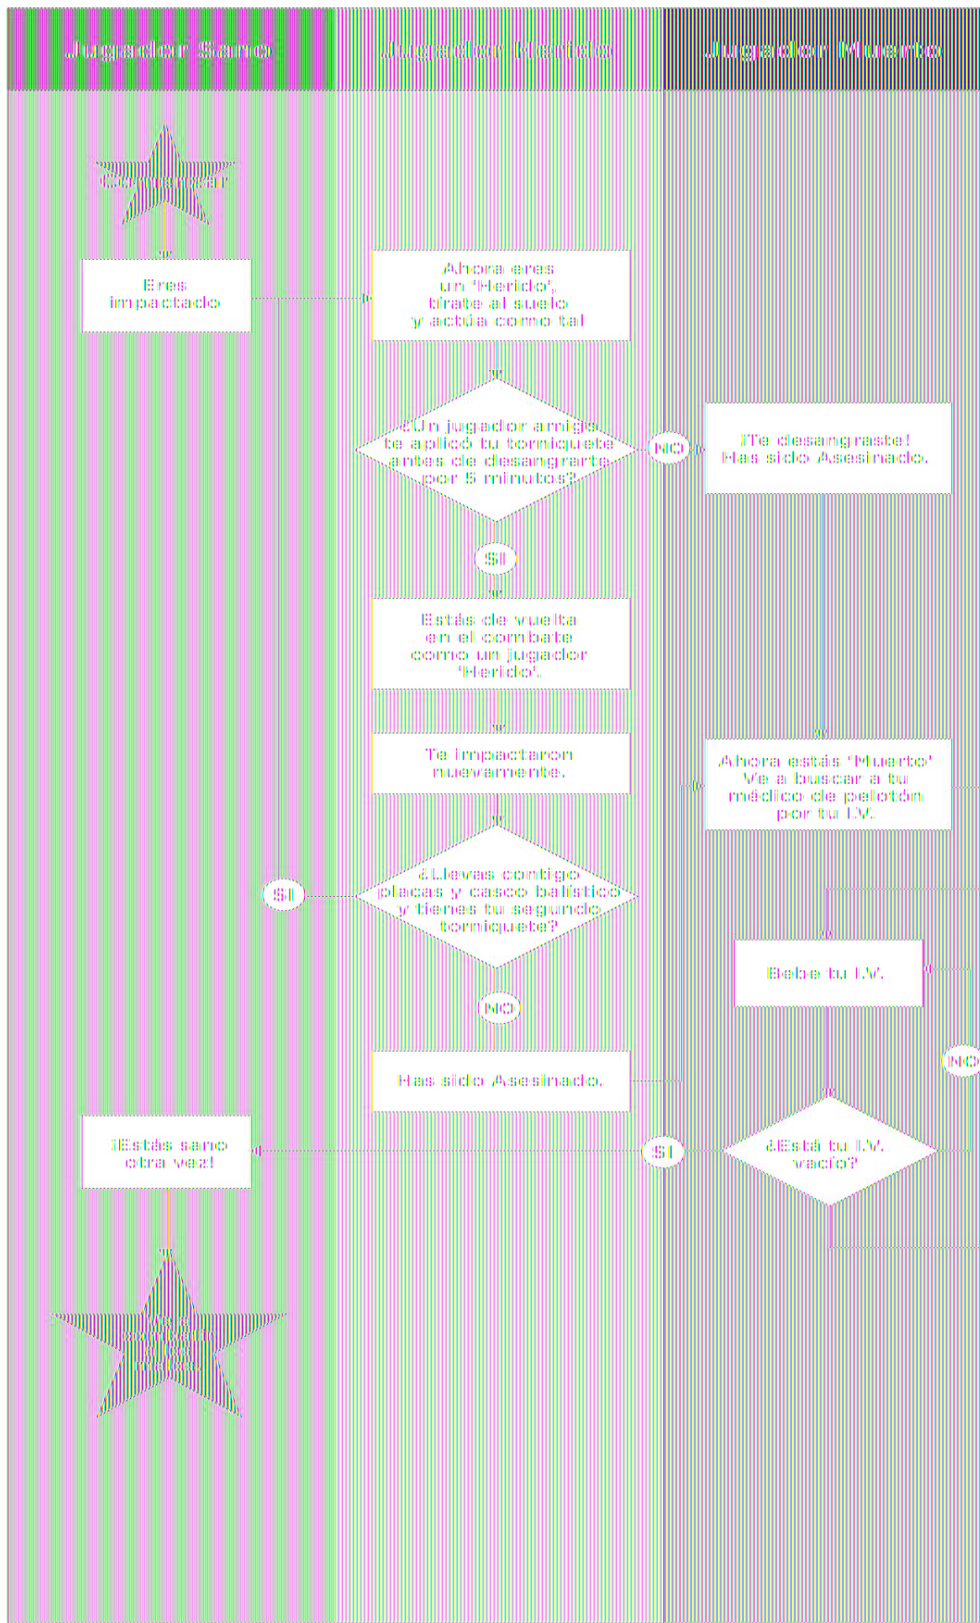 Jugador Sano
Jugador Herido
Jugador Muerto
Comenzar
Eres
impactado
Ahora eres
un 'Herido',
tírate al suelo
y actúa como tal
¿Un jugador amigo
te aplicó tu torniquete
antes de desangrarte
por 5 minutos?
NO
¡Te desangraste!
Has sido Asesinado.
SI
Estás de vuelta
en el combate
como un jugador
'Herido'.
Te impactaron
nuevamente.
Ahora estás 'Muerto'
Ve a buscar a tu
médico de pelotón
por tu I.V.
¿Llevas contigo
placas y casco balístico
y tienes tu segundo
torniquete?
SI
NO
Bebe tu I.V.
NO
Has sido Asesinado.
¿Está tu I.V.
vacío?
SI
¡Estás sano
otra vez!